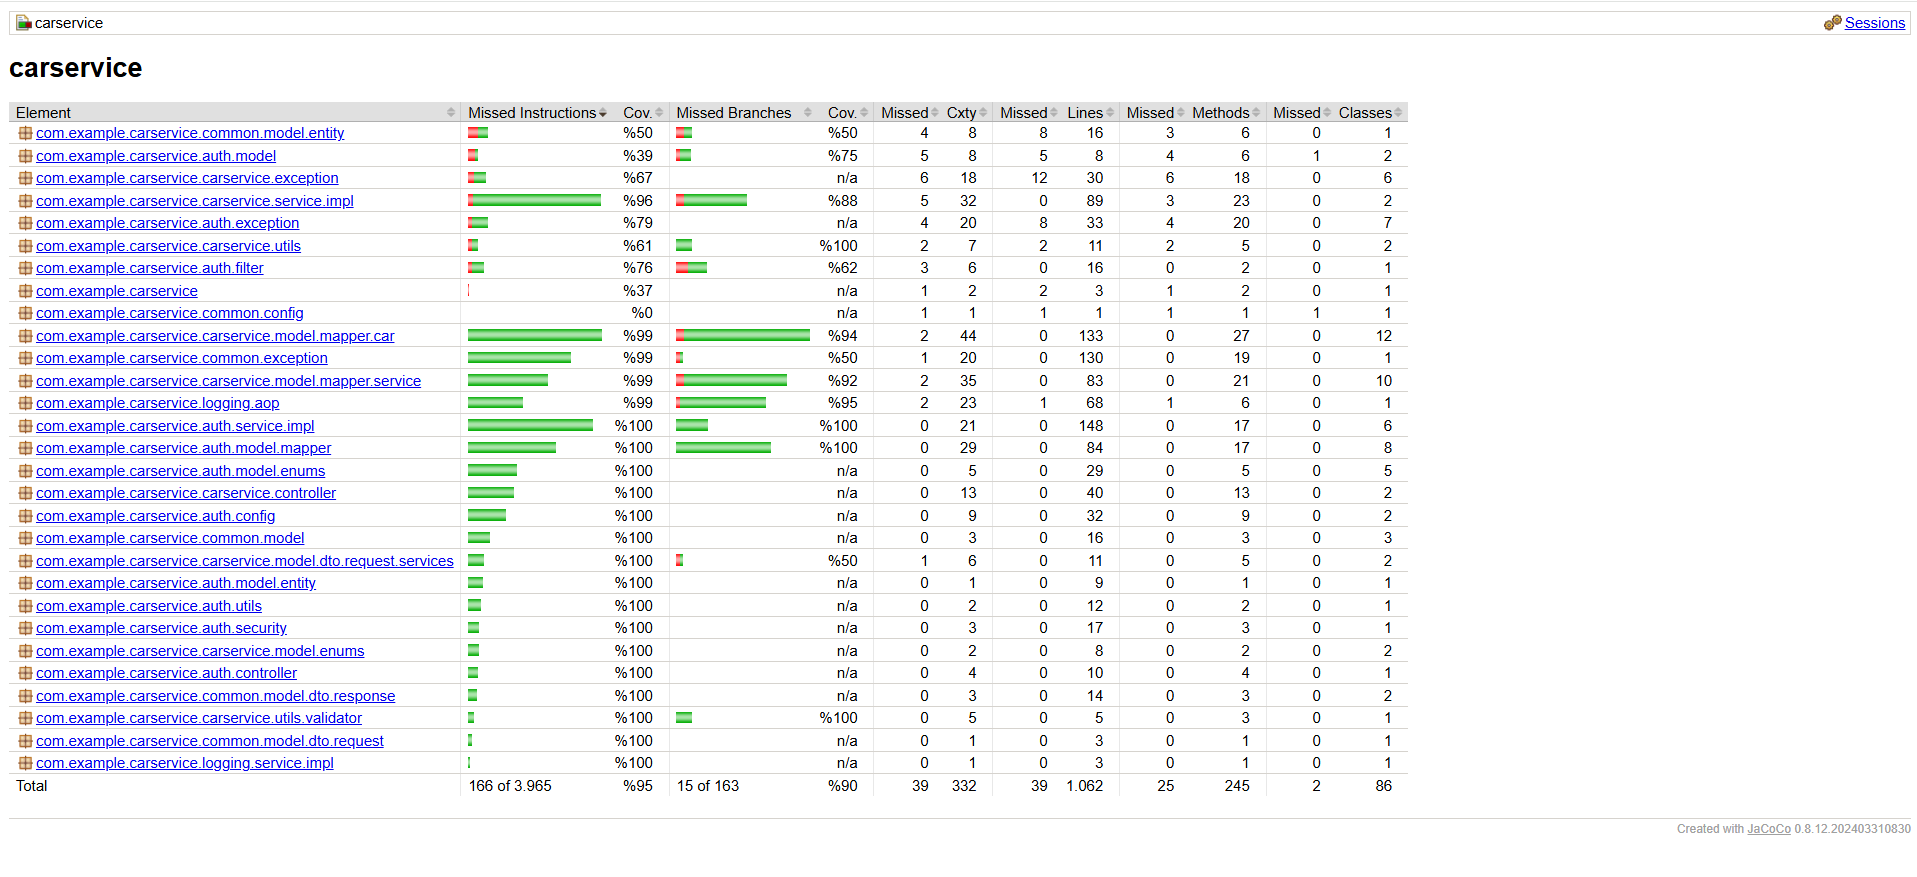 carservice Sessions
carservice
Element Missed Instructions Cov. Missed Branches Cov. Missed Cxty Missed Lines Missed Methods Missed Classes
com.example.carservice.common.model.entity %50 %50 4 8 8 16 3 6 0 1
com.example.carservice.auth.model %39 %75 5 8 5 8 4 6 1 2
com.example.carservice.carservice.exception %67 n/a 6 18 12 30 6 18 0 6
com.example.carservice.carservice.service.impl %96 %88 5 32 0 89 3 23 0 2
com.example.carservice.auth.exception %79 n/a 4 20 8 33 4 20 0 7
com.example.carservice.carservice.utils %61 %100 2 7 2 11 2 5 0 2
com.example.carservice.auth.filter %76 %62 3 6 0 16 0 2 0 1
com.example.carservice %37 n/a 1 2 2 3 1 2 0 1
com.example.carservice.common.config %0 n/a 1 1 1 1 1 1 1 1
com.example.carservice.carservice.model.mapper.car %99 %94 2 44 0 133 0 27 0 12
com.example.carservice.common.exception %99 %50 1 20 0 130 0 19 0 1
com.example.carservice.carservice.model.mapper.service %99 %92 2 35 0 83 0 21 0 10
com.example.carservice.logging.aop %99 %95 2 23 1 68 1 6 0 1
com.example.carservice.auth.service.impl %100 %100 0 21 0 148 0 17 0 6
com.example.carservice.auth.model.mapper %100 %100 0 29 0 84 0 17 0 8
com.example.carservice.auth.model.enums %100 n/a 0 5 0 29 0 5 0 5
com.example.carservice.carservice.controller %100 n/a 0 13 0 40 0 13 0 2
com.example.carservice.auth.config %100 n/a 0 9 0 32 0 9 0 2
com.example.carservice.common.model %100 n/a 0 3 0 16 0 3 0 3
com.example.carservice.carservice.model.dto.request.services %100 %50 1 6 0 11 0 5 0 2
com.example.carservice.auth.model.entity %100 n/a 0 1 0 9 0 1 0 1
com.example.carservice.auth.utils %100 n/a 0 2 0 12 0 2 0 1
com.example.carservice.auth.security %100 n/a 0 3 0 17 0 3 0 1
com.example.carservice.carservice.model.enums %100 n/a 0 2 0 8 0 2 0 2
com.example.carservice.auth.controller %100 n/a 0 4 0 10 0 4 0 1
com.example.carservice.common.model.dto.response %100 n/a 0 3 0 14 0 3 0 2
com.example.carservice.carservice.utils.validator %100 %100 0 5 0 5 0 3 0 1
com.example.carservice.common.model.dto.request %100 n/a 0 1 0 3 0 1 0 1
com.example.carservice.logging.service.impl %100 n/a 0 1 0 3 0 1 0 1
Total 166 of 3.965 %95 15 of 163 %90 39 332 39 1.062 25 245 2 86
Created with JaCoCo 0.8.12.202403310830